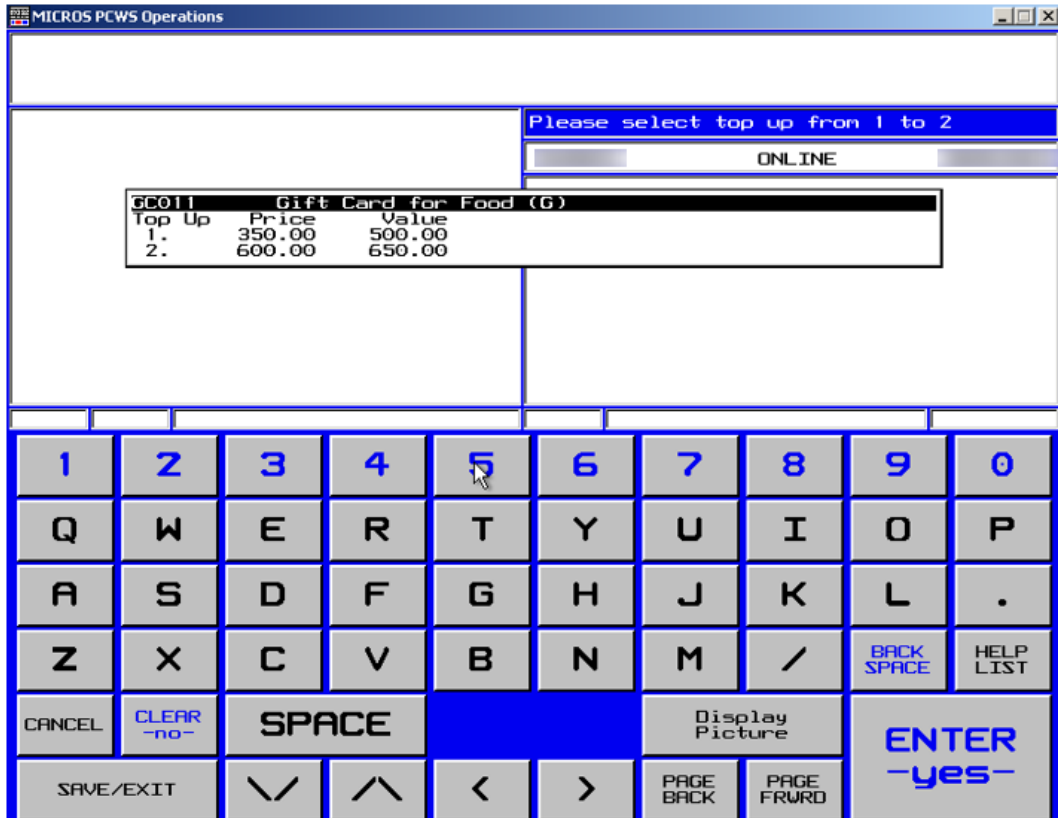 MICROS PCWS Operations
Please select top up from 1 to 2
ONLINE
GC011 Gift Card for Food (G)
Top Up Price Value
1. 350.00 500.00
2. 600.00 650.00
1 2 3 4 5 6 7 8 9 0
Q W E R T Y U I O P
A S D F G H J K L .
Z X C V B N M / BACK SPACE HELP LIST
CANCEL CLEAR -no- SPACE Display Picture ENTER -yes-
SAVE/EXIT \/ /\ < > PAGE BACK PAGE FRWRD